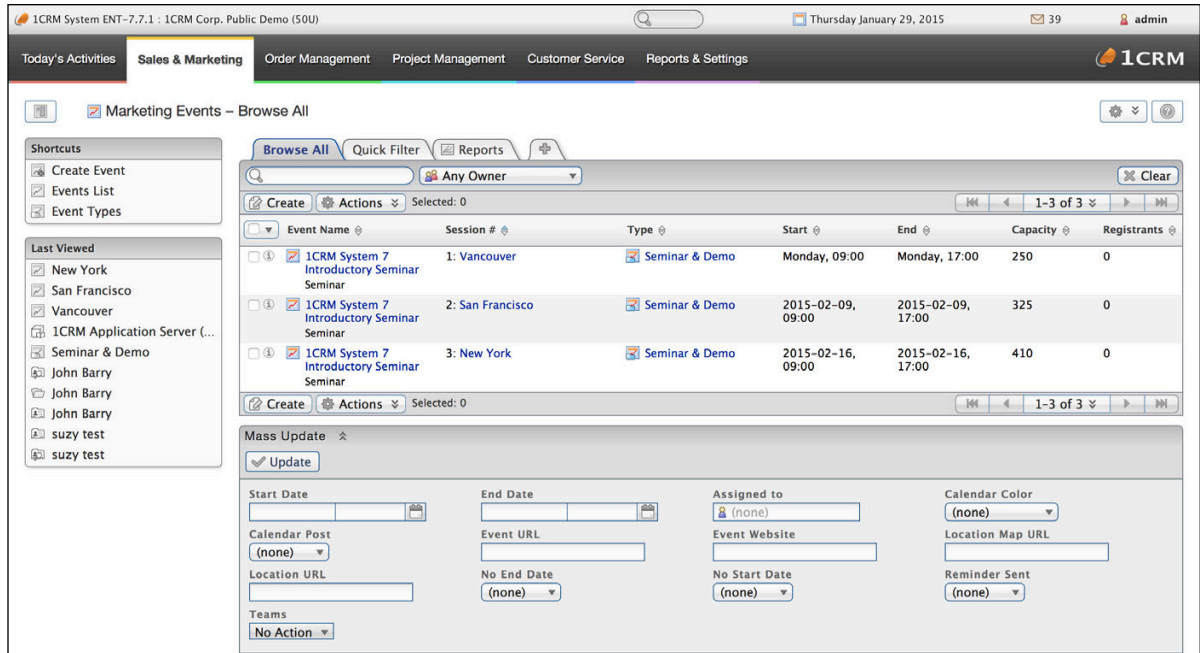 1CRM System ENT-7.7.1 : 1CRM Corp. Public Demo (50U)
Thursday January 29, 2015
39
admin
Today's Activities
Sales & Marketing
Order Management
Project Management
Customer Service
Reports & Settings
1CRM
Marketing Events – Browse All
Shortcuts
Create Event
Events List
Event Types
Last Viewed
New York
San Francisco
Vancouver
1CRM Application Server (...
Seminar & Demo
John Barry
John Barry
John Barry
suzy test
suzy test
Browse All
Quick Filter
Reports
Any Owner
Clear
Create
Actions
Selected: 0
1-3 of 3
Event Name
Session #
Type
Start
End
Capacity
Registrants
1CRM System 7
Introductory Seminar
Seminar
1: Vancouver
Seminar & Demo
Monday, 09:00
Monday, 17:00
250
0
1CRM System 7
Introductory Seminar
Seminar
2: San Francisco
Seminar & Demo
2015-02-09,
09:00
2015-02-09,
17:00
325
0
1CRM System 7
Introductory Seminar
Seminar
3: New York
Seminar & Demo
2015-02-16,
09:00
2015-02-16,
17:00
410
0
Create
Actions
Selected: 0
1-3 of 3
Mass Update
Update
Start Date
End Date
Assigned to
(none)
Calendar Color
(none)
Calendar Post
(none)
Event URL
Event Website
Location Map URL
Location URL
No End Date
(none)
No Start Date
(none)
Reminder Sent
(none)
Teams
No Action